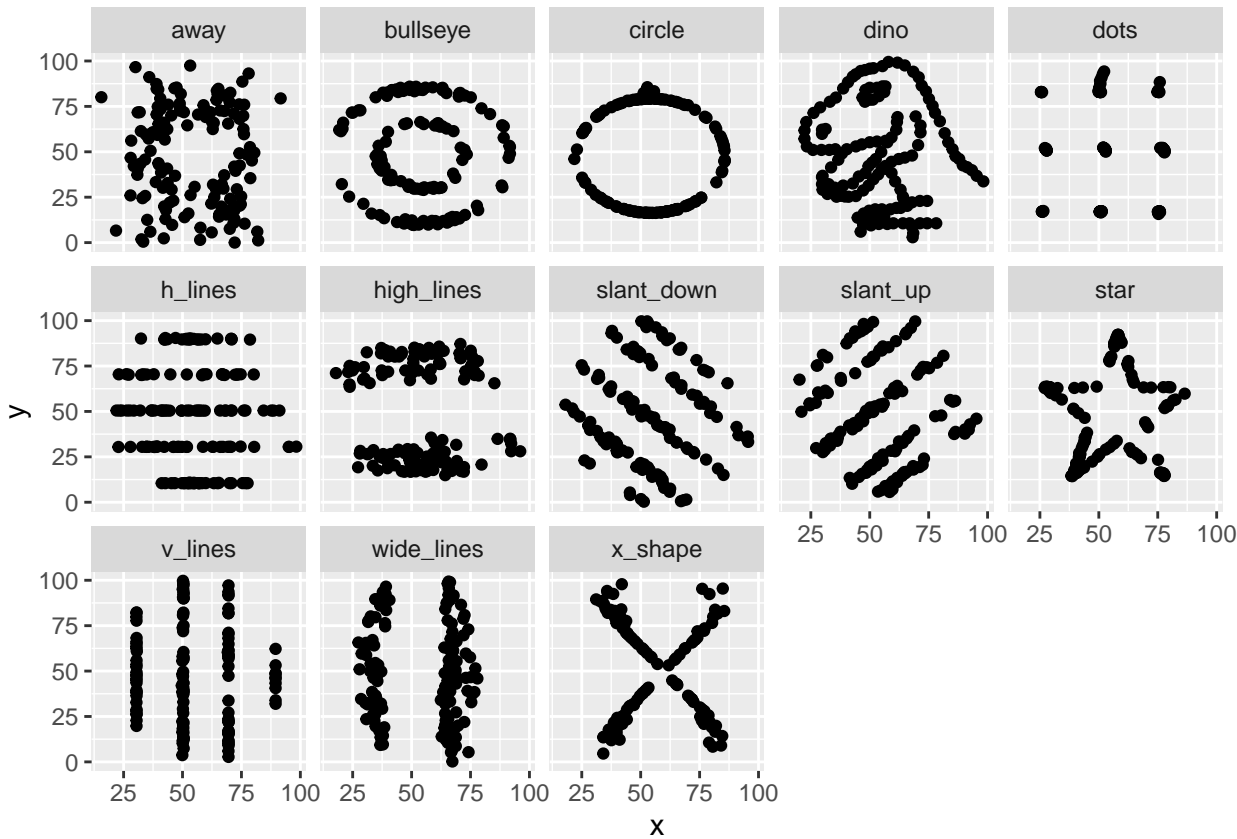 away bullseye circle dino dots
100
75
50
25
0
h_lines high_lines slant_down slant_up star
100
75
50
25
0
25 50 75 100 25 50 75 100
v_lines wide_lines x_shape
100
75
50
25
0
25 50 75 100 25 50 75 100 25 50 75 100
x
y